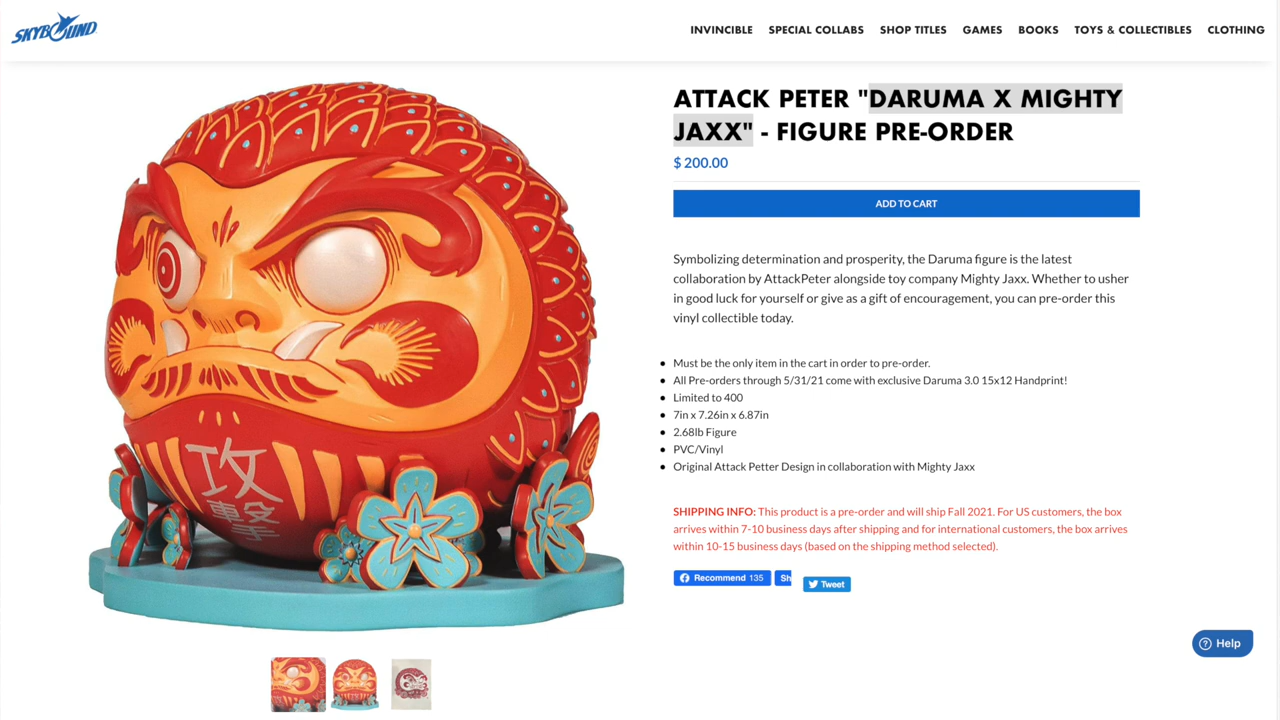 SKYBOUND
INVINCIBLE SPECIAL COLLABS SHOP TITLES GAMES BOOKS TOYS & COLLECTIBLES CLOTHING
ATTACK PETER "DARUMA X MIGHTY
JAXX" - FIGURE PRE-ORDER
$ 200.00
ADD TO CART
Symbolizing determination and prosperity, the Daruma figure is the latest
collaboration by AttackPeter alongside toy company Mighty Jaxx. Whether to usher
in good luck for yourself or give as a gift of encouragement, you can pre-order this
vinyl collectible today.
Must be the only item in the cart in order to pre-order.
All Pre-orders through 5/31/21 come with exclusive Daruma 3.0 15x12 Handprint!
Limited to 400
7in x 7.26in x 6.87in
2.68lb Figure
PVC/Vinyl
Original Attack Petter Design in collaboration with Mighty Jaxx
SHIPPING INFO: This product is a pre-order and will ship Fall 2021. For US customers, the box
arrives within 7-10 business days after shipping and for international customers, the box arrives
within 10-15 business days (based on the shipping method selected).
Recommend 135 Sh Tweet
Help
攻
撃